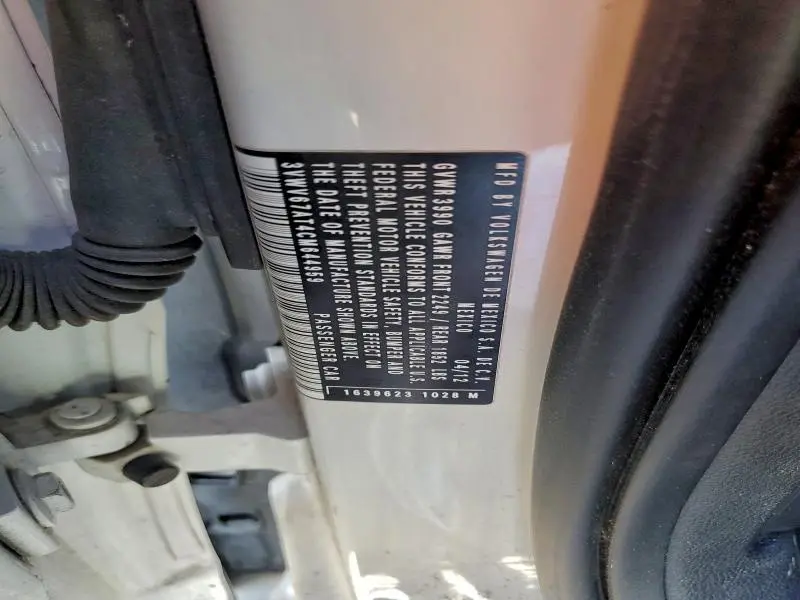 MFD BY VOLKSWAGEN DE MEXICO S.A. DE C.V.
MEXICO 04/12
GVWR 3990 GAWR FRONT 2249 / REAR LBS
THIS VEHICLE CONFORMS TO ALL APPLICABLE U.S.
FEDERAL MOTOR VEHICLE SAFETY, BUMPER AND
THEFT PREVENTION STANDARDS IN EFFECT ON
THE DATE OF MANUFACTURE SHOWN ABOVE.
PASSENGER CAR
1639623 1028 M